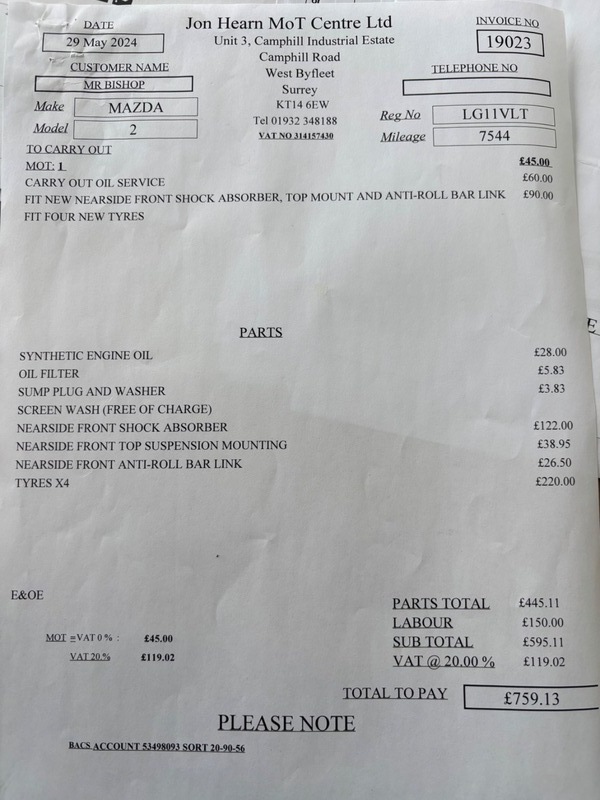 DATE
Jon Hearn MoT Centre Ltd
INVOICE NO
29 May 2024
Unit 3, Camphill Industrial Estate
19023
Camphill Road
CUSTOMER NAME
West Byfleet
TELEPHONE NO
MR BISHOP
Surrey
Make MAZDA
KT14 6EW
Reg No LG11VLT
Model 2
Tel 01932 348188
Mileage 7544
VAT NO 314157430
TO CARRY OUT
MOT: 1 £45.00
CARRY OUT OIL SERVICE £60.00
FIT NEW NEARSIDE FRONT SHOCK ABSORBER, TOP MOUNT AND ANTI-ROLL BAR LINK £90.00
FIT FOUR NEW TYRES
PARTS
SYNTHETIC ENGINE OIL £28.00
OIL FILTER £5.83
SUMP PLUG AND WASHER £3.83
SCREEN WASH (FREE OF CHARGE)
NEARSIDE FRONT SHOCK ABSORBER £122.00
NEARSIDE FRONT TOP SUSPENSION MOUNTING £38.95
NEARSIDE FRONT ANTI-ROLL BAR LINK £26.50
TYRES X4 £220.00
E&OE
PARTS TOTAL £445.11
LABOUR £150.00
MOT =VAT 0 % : £45.00
SUB TOTAL £595.11
VAT 20.% £119.02
VAT @ 20.00 % £119.02
TOTAL TO PAY £759.13
PLEASE NOTE
BACS ACCOUNT 53498093 SORT 20-90-56
E